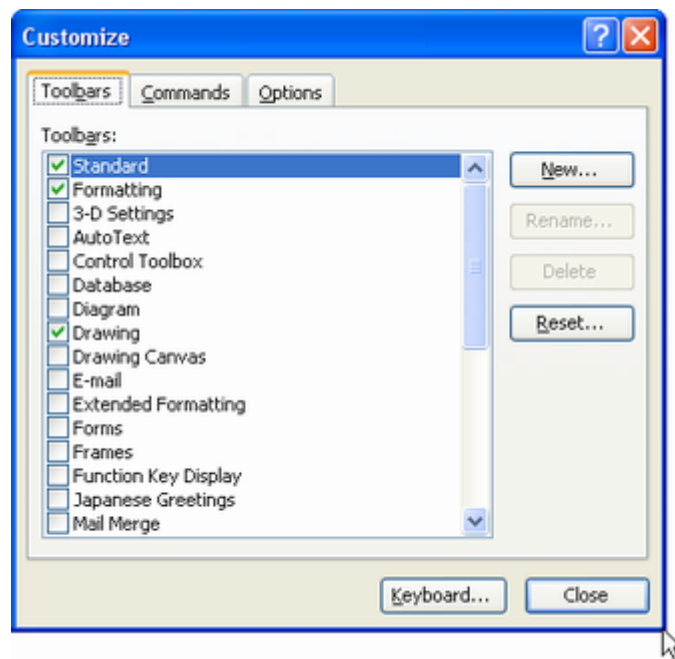 Customize
Toolbars Commands Options
Toolbars:
Standard
Formatting
3-D Settings
AutoText
Control Toolbox
Database
Diagram
Drawing
Drawing Canvas
E-mail
Extended Formatting
Forms
Frames
Function Key Display
Japanese Greetings
Mail Merge
New...
Rename...
Delete
Reset...
Keyboard... Close